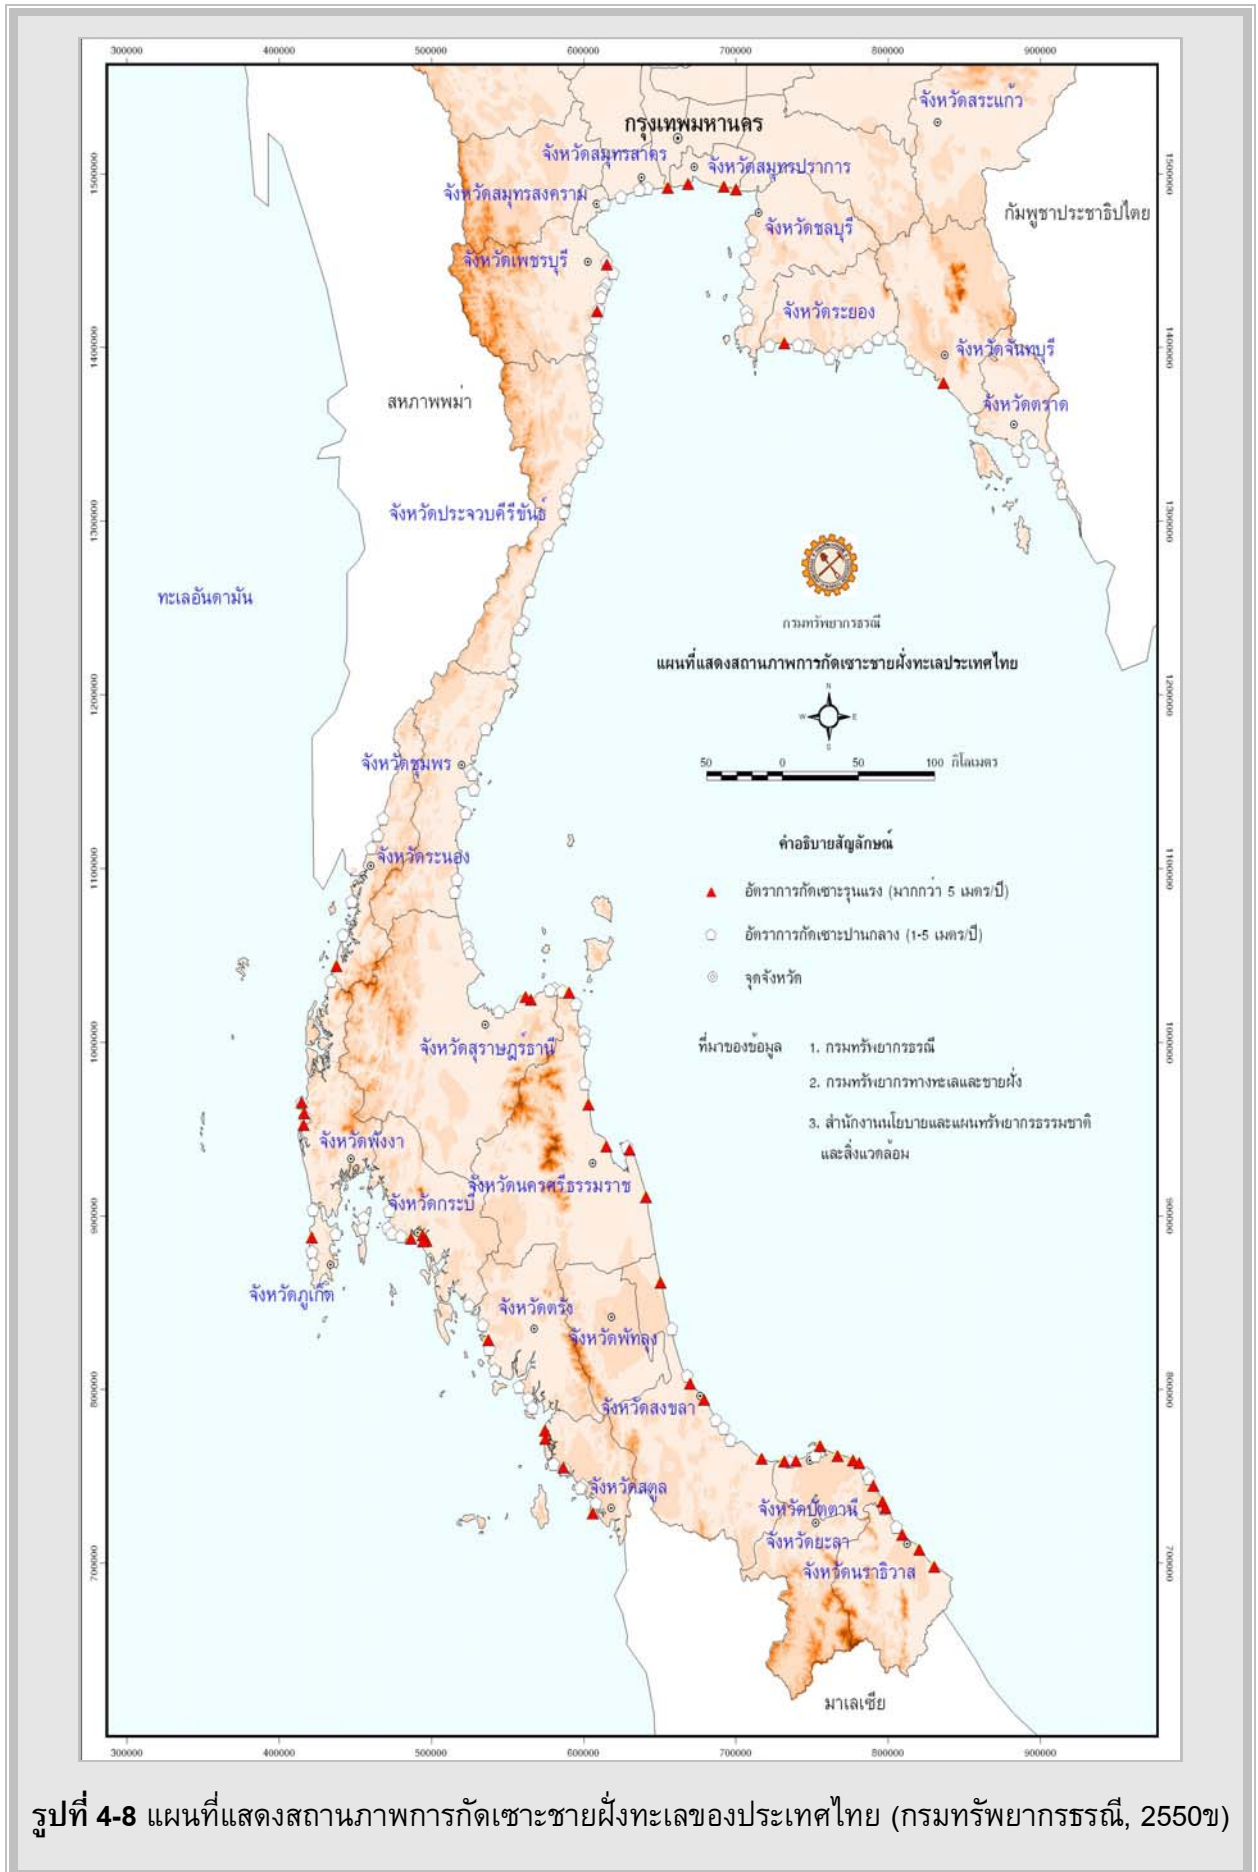 300000 400000 500000 600000 700000 800000 900000
จังหวัดสระแก้ว
กรุงเทพมหานคร
จังหวัดสมุทรสาคร
จังหวัดสมุทรปราการ
1500000
1500000
จังหวัดสมุทรสงคราม
กัมพูชาประชาธิปไตย
จังหวัดชลบุรี
จังหวัดเพชรบุรี
จังหวัดระยอง
1400000
1400000
จังหวัดจันทบุรี
สหภาพพม่า
จังหวัดตราด
จังหวัดประจวบคีรีขันธ์
1300000
1300000
ทะเลอันดามัน
กรมทรัพยากรธรณี
แผนที่แสดงสถานภาพการกัดเซาะชายฝั่งทะเลประเทศไทย
1200000
1200000
N
W E
S
50 0 50 100 กิโลเมตร
จังหวัดชุมพร
คำอธิบายสัญลักษณ์
จังหวัดระนอง
1100000
1100000
อัตราการกัดเซาะรุนแรง (มากกว่า 5 เมตร/ปี)
อัตราการกัดเซาะปานกลาง (1-5 เมตร/ปี)
จุดจังหวัด
1000000
1000000
จังหวัดสุราษฎร์ธานี
ที่มาของข้อมูล 1. กรมทรัพยากรธรณี
2. กรมทรัพยากรทางทะเลและชายฝั่ง
3. สำนักงานนโยบายและแผนทรัพยากรธรรมชาติ
และสิ่งแวดล้อม
จังหวัดพังงา
จังหวัดนครศรีธรรมราช
จังหวัดกระบี่
900000
900000
จังหวัดภูเก็ต
จังหวัดตรัง
จังหวัดพัทลุง
800000
800000
จังหวัดสงขลา
จังหวัดสตูล
จังหวัดปัตตานี
จังหวัดยะลา
700000
700000
จังหวัดนราธิวาส
มาเลเซีย
300000 400000 500000 600000 700000 800000 900000
รูปที่ 4-8 แผนที่แสดงสถานภาพการกัดเซาะชายฝั่งทะเลของประเทศไทย (กรมทรัพยากรธรณี, 2550ข)